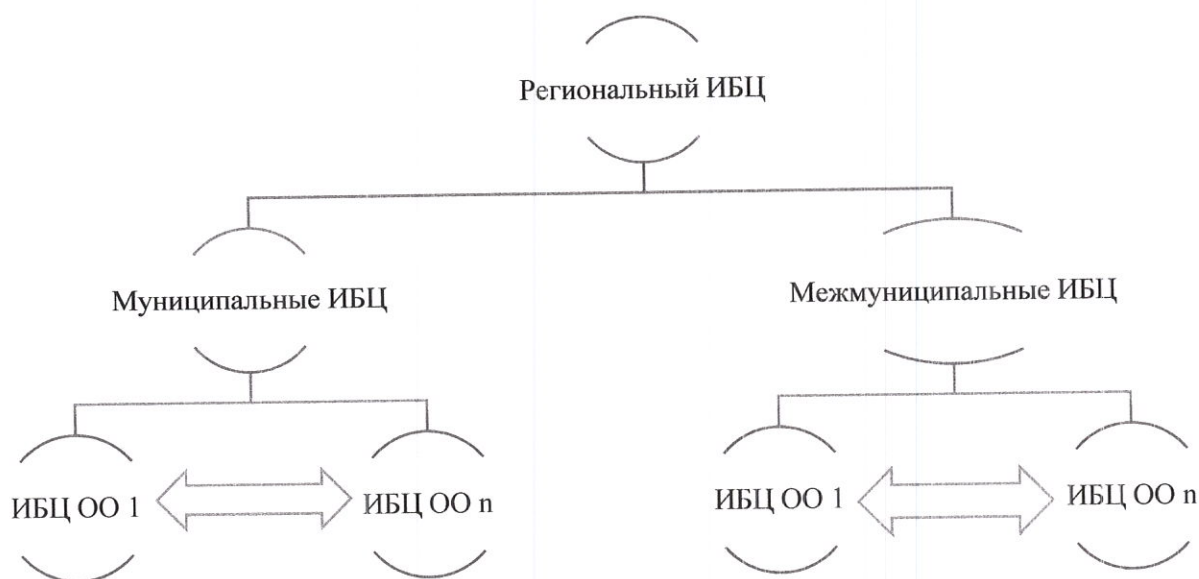 Региональный ИБЦ
Муниципальные ИБЦ
Межмуниципальные ИБЦ
ИБЦ ОО 1
ИБЦ ОО n
ИБЦ ОО 1
ИБЦ ОО n